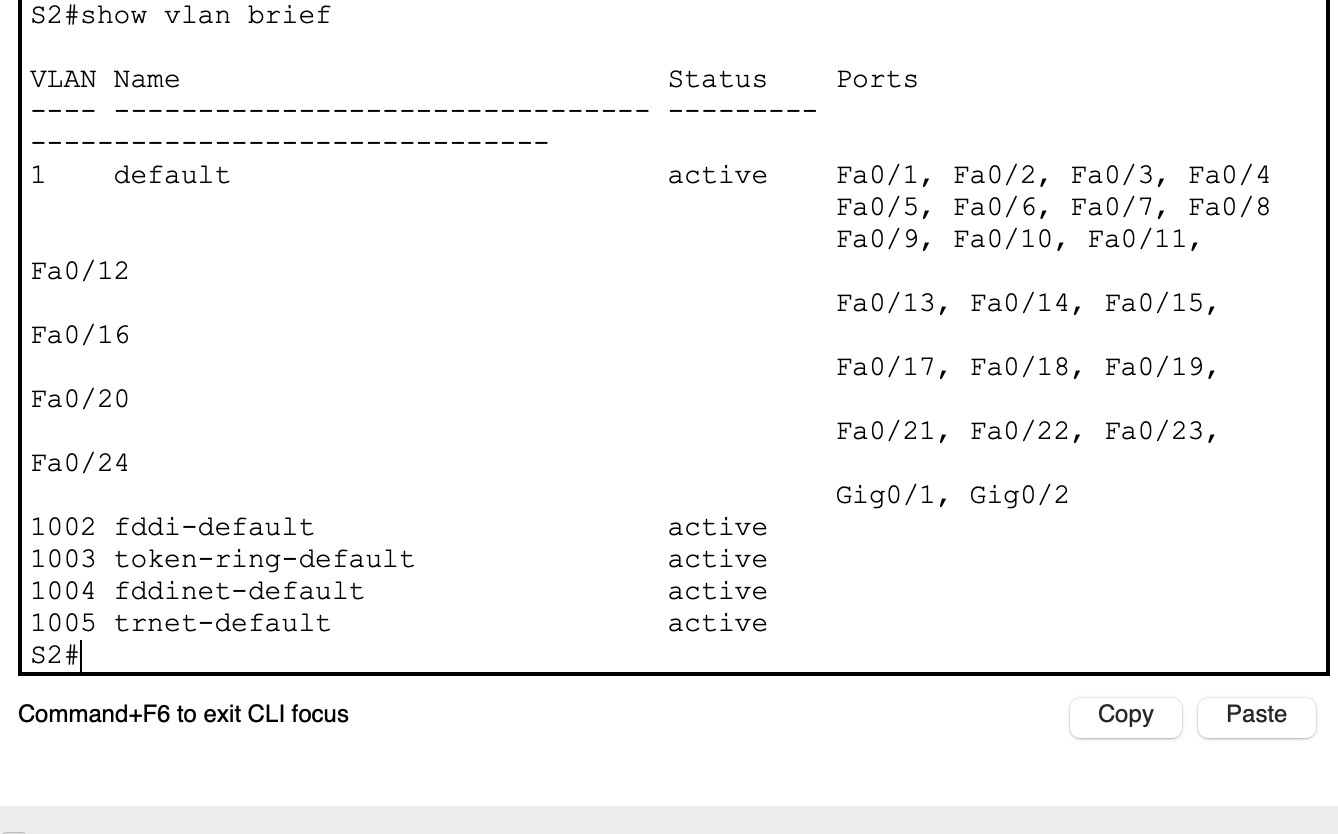 S2#show vlan brief
VLAN Name                             Status    Ports
---- -------------------------------- ---------
-------------------------------
1    default                          active    Fa0/1, Fa0/2, Fa0/3, Fa0/4
                                                Fa0/5, Fa0/6, Fa0/7, Fa0/8
                                                Fa0/9, Fa0/10, Fa0/11,
Fa0/12
                                                Fa0/13, Fa0/14, Fa0/15,
Fa0/16
                                                Fa0/17, Fa0/18, Fa0/19,
Fa0/20
                                                Fa0/21, Fa0/22, Fa0/23,
Fa0/24
                                                Gig0/1, Gig0/2
1002 fddi-default                     active
1003 token-ring-default               active
1004 fddinet-default                  active
1005 trnet-default                    active
S2#
Command+F6 to exit CLI focus
Copy
Paste